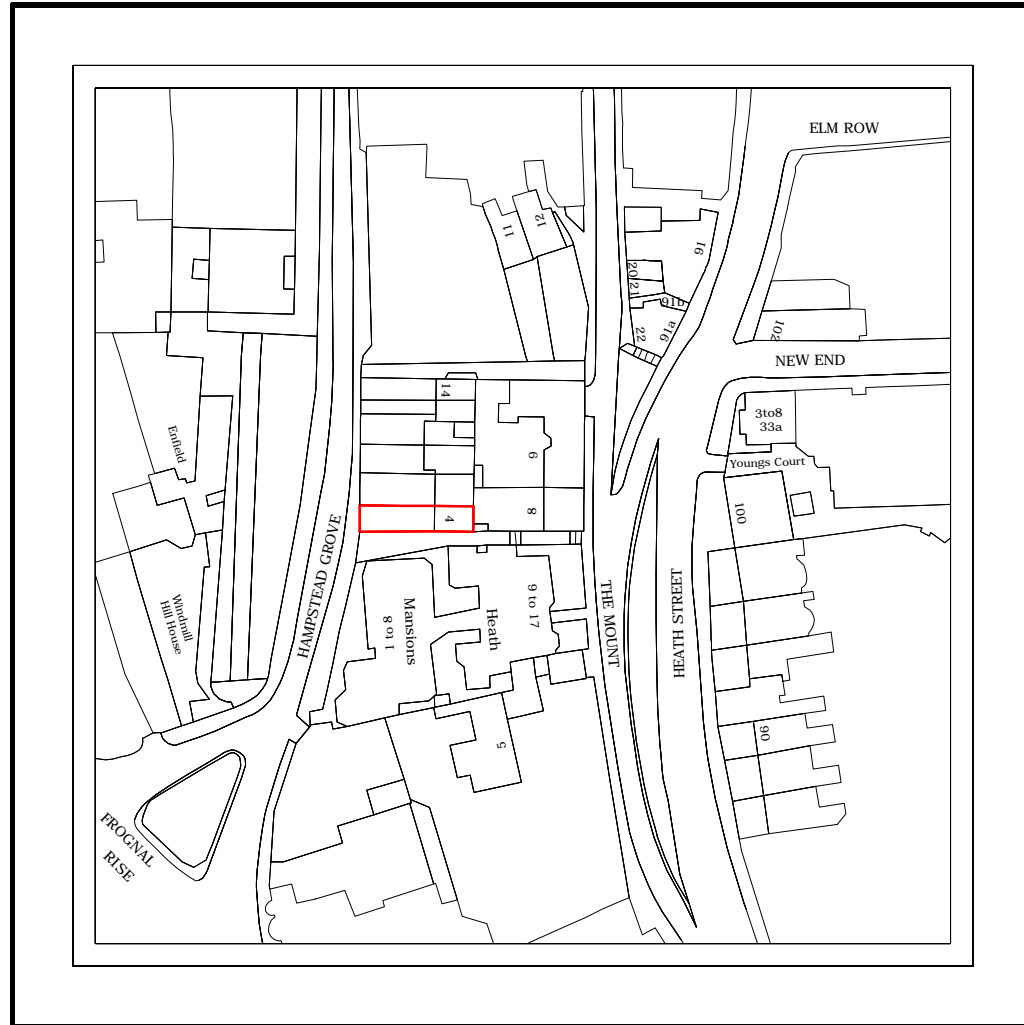 ELM ROW
12
11
91
20
21
91b
91a
22
102
NEW END
14
3to8
33a
Enfield
Youngs Court
6
8
4
100
HAMPSTEAD GROVE
Windmill
Hill House
1 to 8
Mansions
Heath
9 to 17
THE MOUNT
HEATH STREET
5
90
FROGNAL
RISE